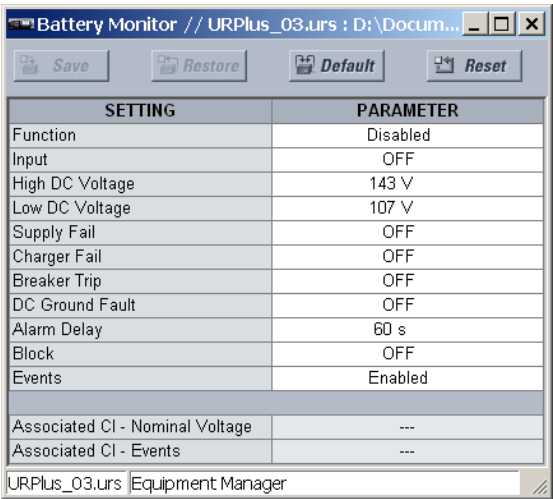 Battery Monitor // URPlus_03.urs : D:\Docum...
Save Restore Default Reset
SETTING PARAMETER
Function Disabled
Input OFF
High DC Voltage 143 V
Low DC Voltage 107 V
Supply Fail OFF
Charger Fail OFF
Breaker Trip OFF
DC Ground Fault OFF
Alarm Delay 60 s
Block OFF
Events Enabled
Associated CI - Nominal Voltage ---
Associated CI - Events ---
URPlus_03.urs Equipment Manager